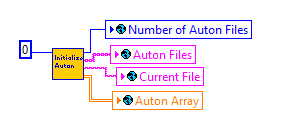 Number of Auton Files
0
Initialize
Auton
Auton Files
Current File
Auton Array